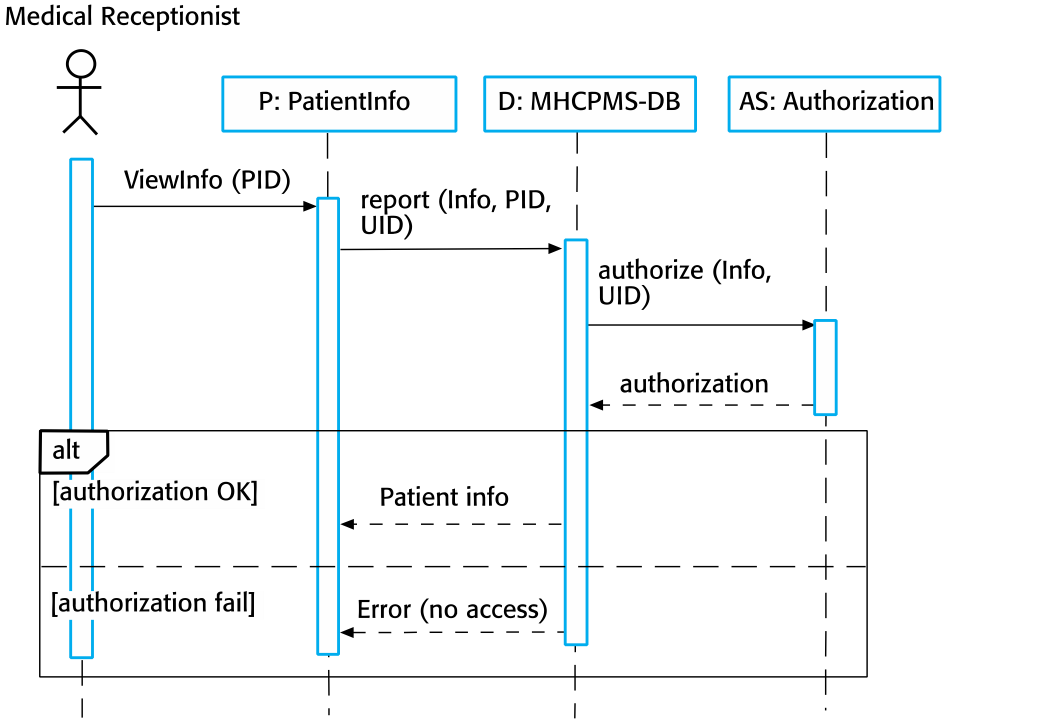 Medical Receptionist
P: PatientInfo
D: MHCPMS-DB
AS: Authorization
ViewInfo (PID)
report (Info, PID,
UID)
authorize (Info,
UID)
authorization
alt
[authorization OK]
Patient info
[authorization fail]
Error (no access)